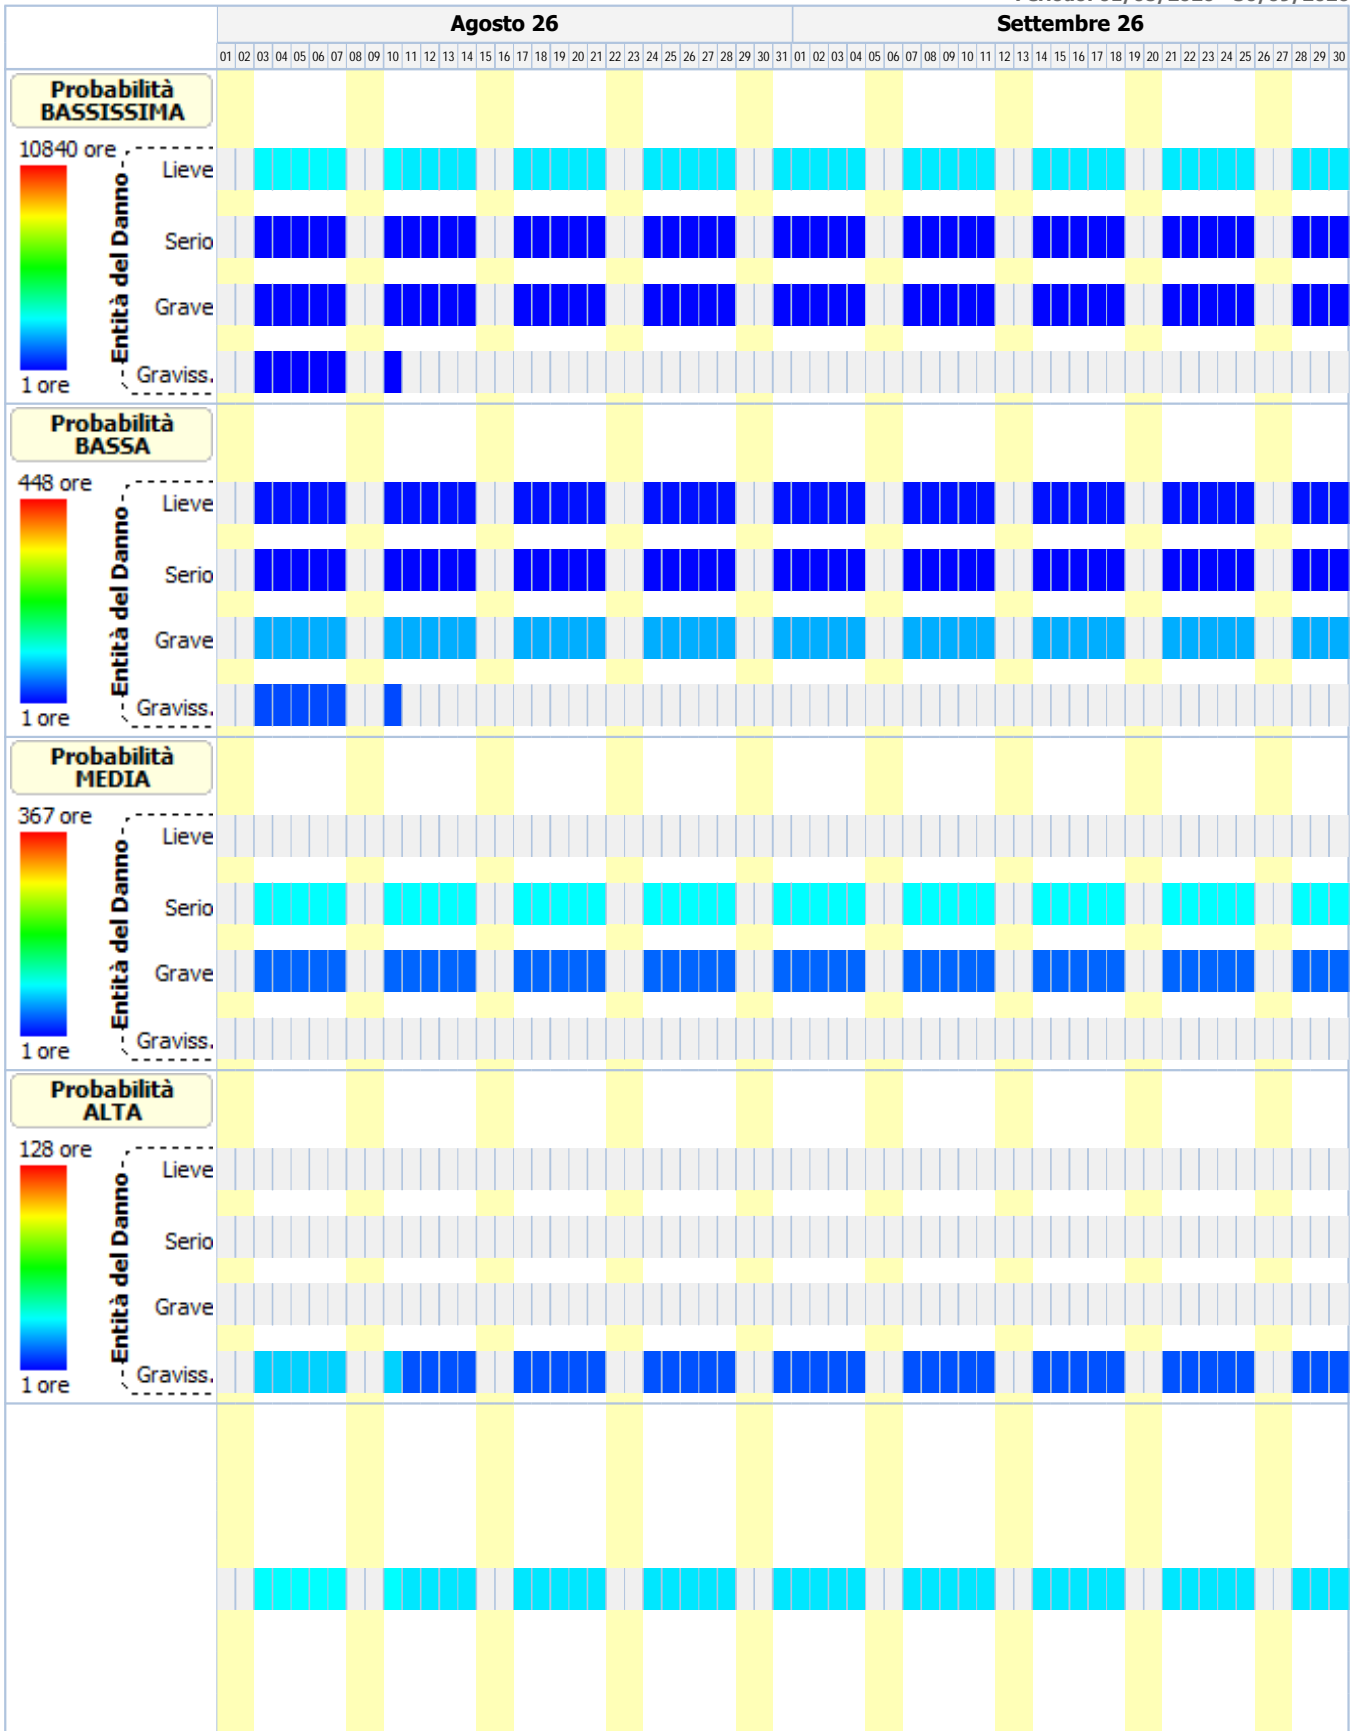 Agosto 26 Settembre 26
01 02 03 04 05 06 07 08 09 10 11 12 13 14 15 16 17 18 19 20 21 22 23 24 25 26 27 28 29 30 31 01 02 03 04 05 06 07 08 09 10 11 12 13 14 15 16 17 18 19 20 21 22 23 24 25 26 27 28 29 30
Probabilità
BASSISSIMA
10840 ore
Entità del Danno
Lieve
Serio
Grave
Graviss.
1 ore
Probabilità
BASSA
448 ore
Entità del Danno
Lieve
Serio
Grave
Graviss.
1 ore
Probabilità
MEDIA
367 ore
Entità del Danno
Lieve
Serio
Grave
Graviss.
1 ore
Probabilità
ALTA
128 ore
Entità del Danno
Lieve
Serio
Grave
Graviss.
1 ore